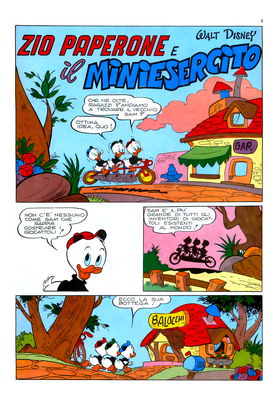 1
WALT DISNEY
ZIO PAPERONE E
il MINIESERCITO
CHE NE DITE,
RAGAZZI? ANDIAMO
A TROVARE IL VECCHIO
SAM?
OTTIMA
IDEA, QUO!
BAR
NON C'È NESSUNO
COME SAM CHE
SAPPIA
COSTRUIRE
GIOCATTOLI!
SAM È IL PIÙ
GRANDE DI TUTTI GLI
INVENTORI DI GIOCAT-
TOLI ESISTENTI
AL MONDO!
ECCO LA SUA
BOTTEGA!
BALOCCHI